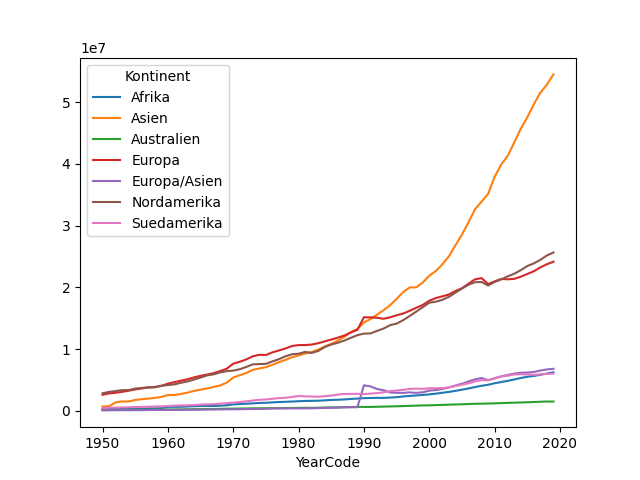 1e7
Kontinent
Afrika
Asien
Australien
Europa
Europa/Asien
Nordamerika
Suedamerika
5
4
3
2
1
0
1950 1960 1970 1980 1990 2000 2010 2020
YearCode